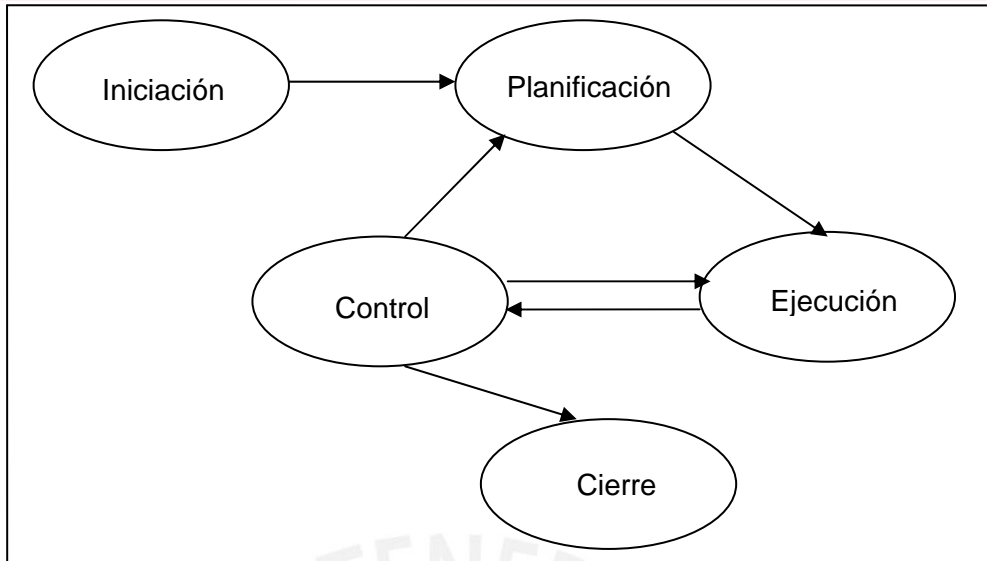 Iniciación
Planificación
Control
Ejecución
Cierre